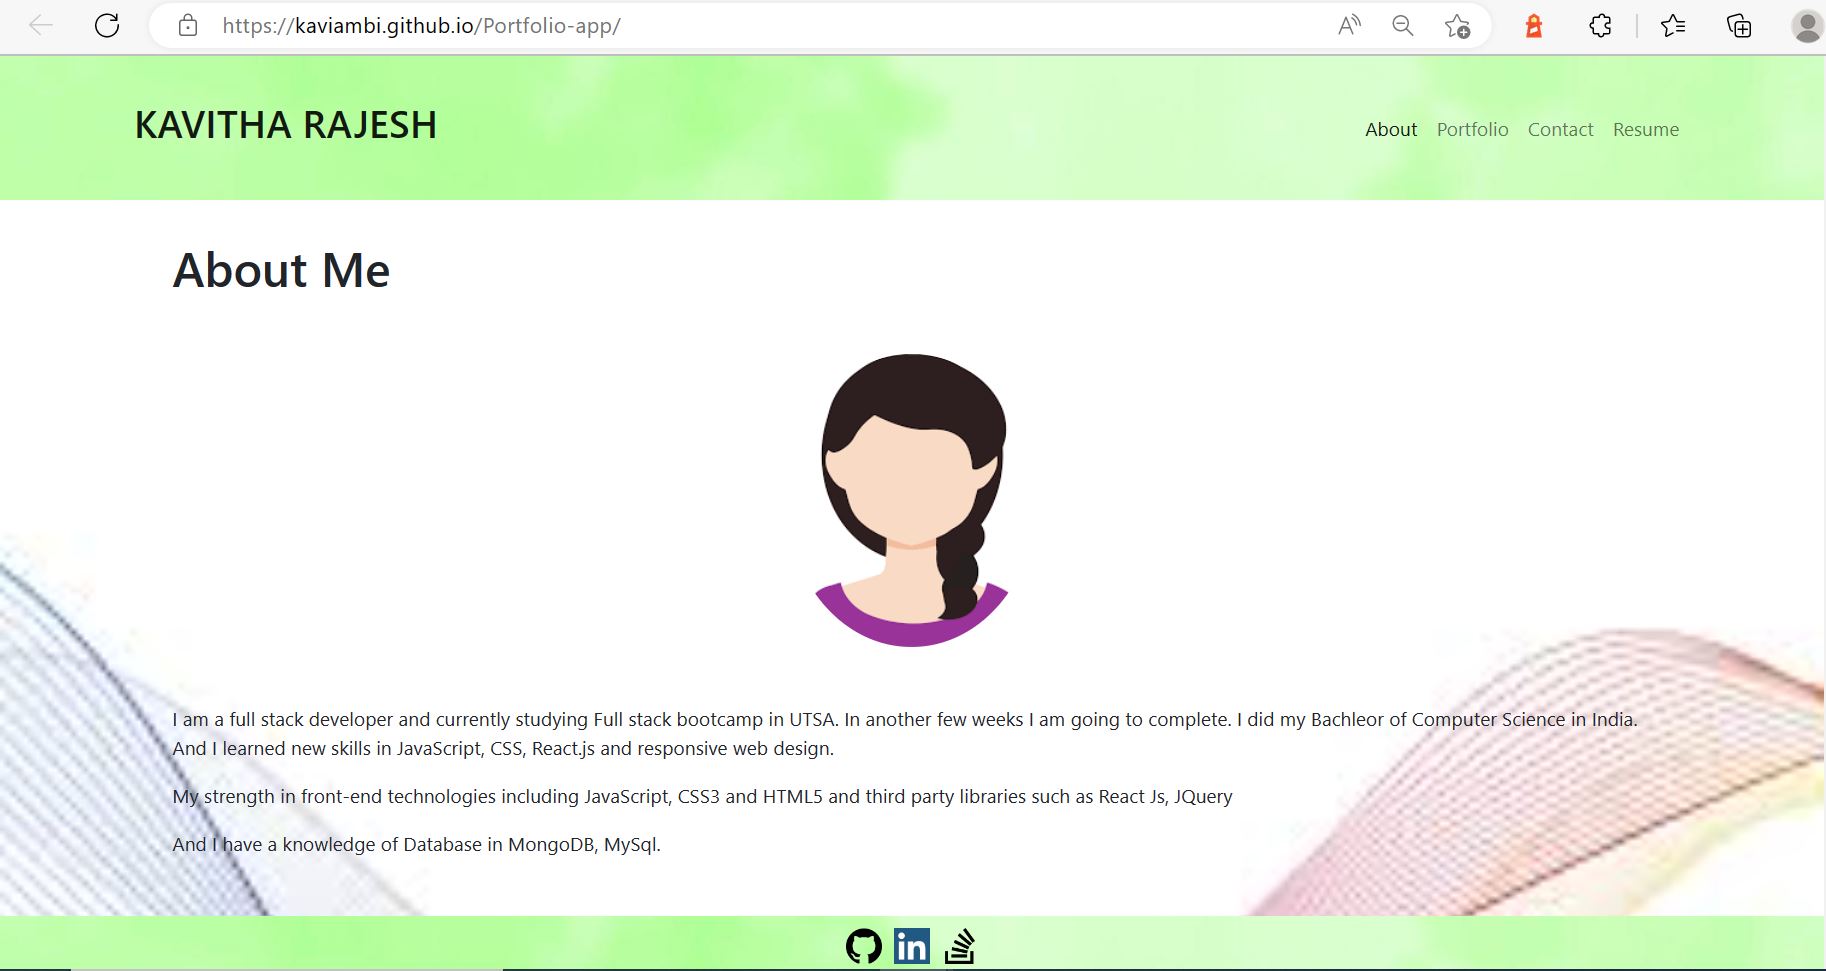 https://kaviambi.github.io/Portfolio-app/
KAVITHA RAJESH
About Portfolio Contact Resume
About Me
I am a full stack developer and currently studying Full stack bootcamp in UTSA. In another few weeks I am going to complete. I did my Bachleor of Computer Science in India.
And I learned new skills in JavaScript, CSS, React.js and responsive web design.
My strength in front-end technologies including JavaScript, CSS3 and HTML5 and third party libraries such as React Js, JQuery
And I have a knowledge of Database in MongoDB, MySql.
in